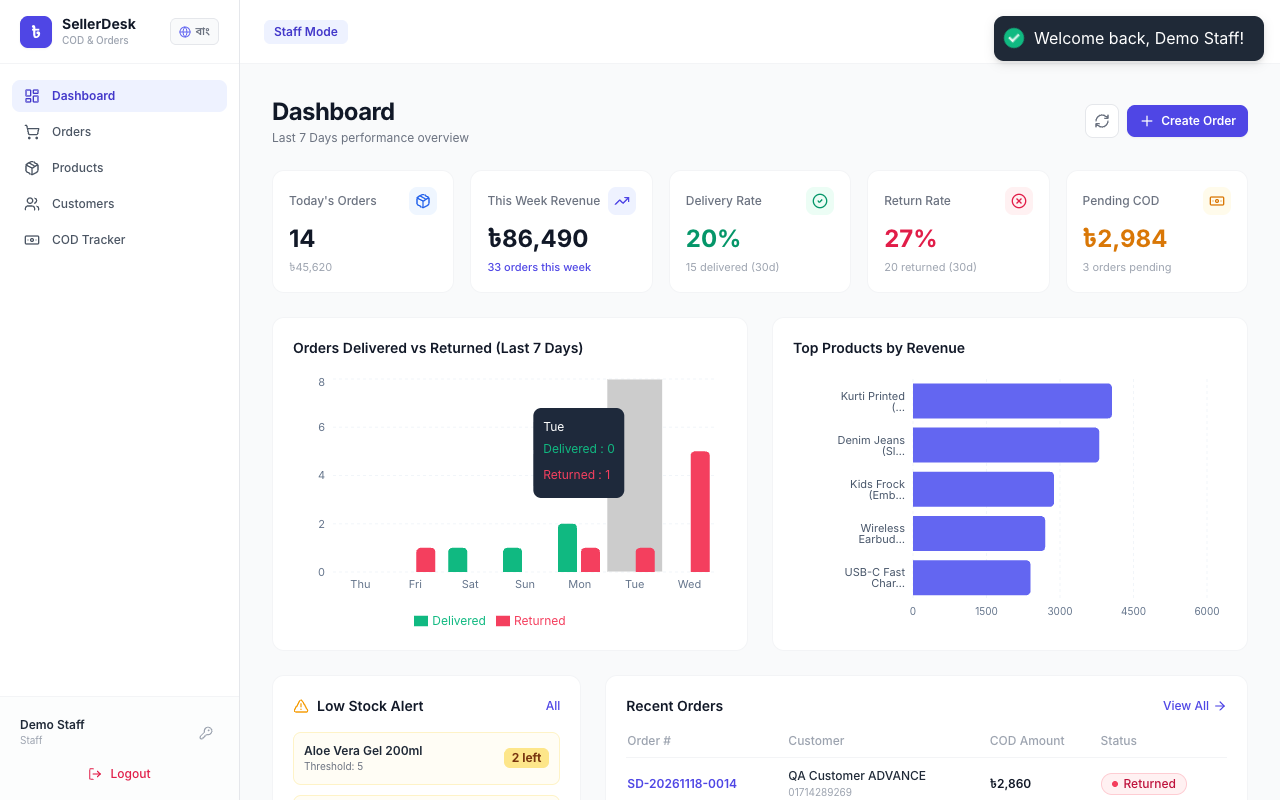 ৳
SellerDesk
COD & Orders
বাং
Staff Mode
Welcome back, Demo Staff!
Dashboard
Orders
Products
Customers
COD Tracker
Dashboard
Last 7 Days performance overview
Create Order
Today's Orders
14
৳45,620
This Week Revenue
৳86,490
33 orders this week
Delivery Rate
20%
15 delivered (30d)
Return Rate
27%
20 returned (30d)
Pending COD
৳2,984
3 orders pending
Orders Delivered vs Returned (Last 7 Days)
8
6
4
2
0
Thu Fri Sat Sun Mon Tue Wed
Tue
Delivered : 0
Returned : 1
Delivered Returned
Top Products by Revenue
Kurti Printed
(...
Denim Jeans
(Sl...
Kids Frock
(Emb...
Wireless
Earbud...
USB-C Fast
Char...
0 1500 3000 4500 6000
Low Stock Alert
All
Aloe Vera Gel 200ml
Threshold: 5
2 left
Recent Orders
View All
Order # Customer COD Amount Status
SD-20261118-0014
QA Customer ADVANCE
01714289269
৳2,860
Returned
Demo Staff
Staff
Logout